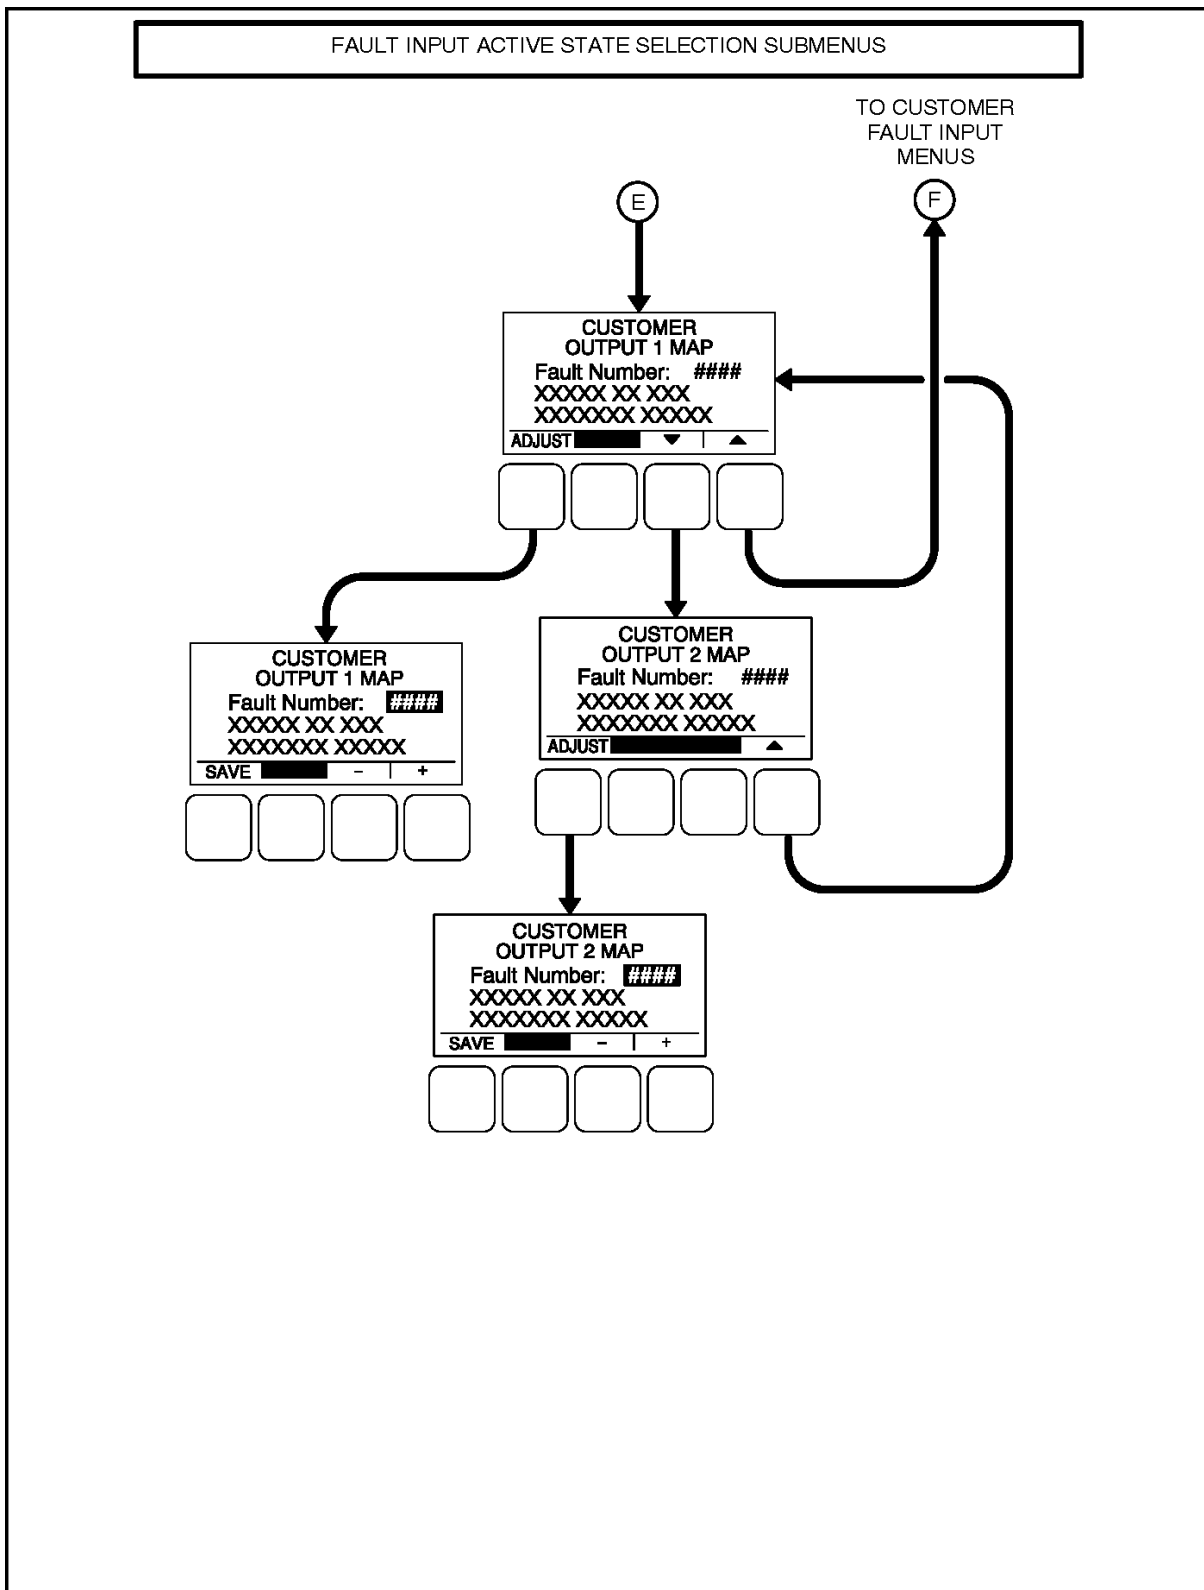 FAULT INPUT ACTIVE STATE SELECTION SUBMENUS
TO CUSTOMER
FAULT INPUT
MENUS
E
F
CUSTOMER
OUTPUT 1 MAP
Fault Number: ####
XXXXX XX XXX
XXXXXXX XXXXX
ADJUST
CUSTOMER
OUTPUT 1 MAP
Fault Number: ####
XXXXX XX XXX
XXXXXXX XXXXX
SAVE - +
CUSTOMER
OUTPUT 2 MAP
Fault Number: ####
XXXXX XX XXX
XXXXXXX XXXXX
ADJUST
CUSTOMER
OUTPUT 2 MAP
Fault Number: ####
XXXXX XX XXX
XXXXXXX XXXXX
SAVE - +